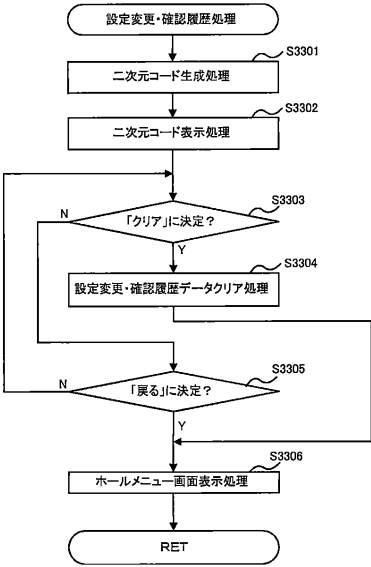 設定変更・確認履歴処理
S3301
二次元コード生成処理
S3302
二次元コード表示処理
S3303
N
「クリア」に決定？
Y
S3304
設定変更・確認履歴データクリア処理
S3305
N
「戻る」に決定？
Y
S3306
ホールメニュー画面表示処理
RET